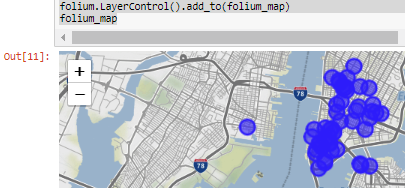 folium.LayerControl().add_to(folium_map)
folium_map
Out[11]:
+
−
78
78